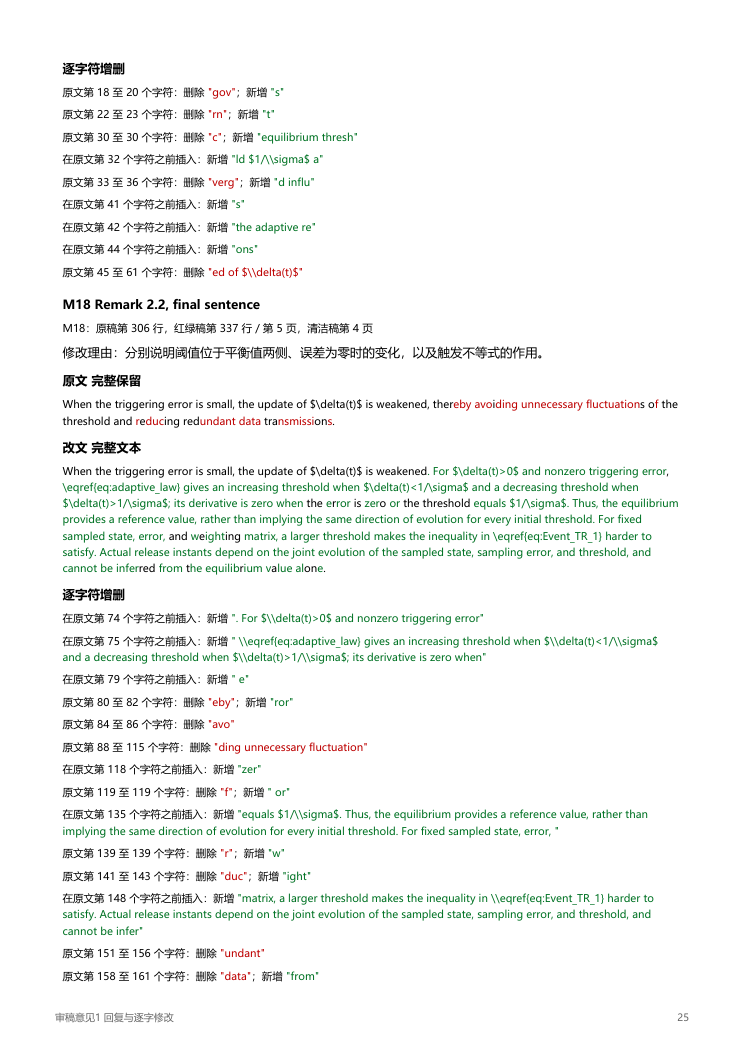 逐字符增删
原文第 18 至 20 个字符：删除 "gov"；新增 "s"
原文第 22 至 23 个字符：删除 "rn"；新增 "t"
原文第 30 至 30 个字符：删除 "c"；新增 "equilibrium thresh"
在原文第 32 个字符之前插入：新增 "ld $1/\\sigma$ a"
原文第 33 至 36 个字符：删除 "verg"；新增 "d influ"
在原文第 41 个字符之前插入：新增 "s"
在原文第 42 个字符之前插入：新增 "the adaptive re"
在原文第 44 个字符之前插入：新增 "ons"
原文第 45 至 61 个字符：删除 "ed of $\\delta(t)$"
M18 Remark 2.2, final sentence
M18：原稿第 306 行，红绿稿第 337 行 / 第 5 页，清洁稿第 4 页
修改理由：分别说明阈值位于平衡值两侧、误差为零时的变化，以及触发不等式的作用。
原文 完整保留
When the triggering error is small, the update of $\delta(t)$ is weakened, thereby avoiding unnecessary fluctuations of the
threshold and reducing redundant data transmissions.
改文 完整文本
When the triggering error is small, the update of $\delta(t)$ is weakened. For $\delta(t)>0$ and nonzero triggering error,
\eqref{eq:adaptive_law} gives an increasing threshold when $\delta(t)<1/\sigma$ and a decreasing threshold when
$\delta(t)>1/\sigma$; its derivative is zero when the error is zero or the threshold equals $1/\sigma$. Thus, the equilibrium
provides a reference value, rather than implying the same direction of evolution for every initial threshold. For fixed
sampled state, error, and weighting matrix, a larger threshold makes the inequality in \eqref{eq:Event_TR_1} harder to
satisfy. Actual release instants depend on the joint evolution of the sampled state, sampling error, and threshold, and
cannot be inferred from the equilibrium value alone.
逐字符增删
在原文第 74 个字符之前插入：新增 ". For $\\delta(t)>0$ and nonzero triggering error"
在原文第 75 个字符之前插入：新增 " \\eqref{eq:adaptive_law} gives an increasing threshold when $\\delta(t)<1/\\sigma$
and a decreasing threshold when $\\delta(t)>1/\\sigma$; its derivative is zero when"
在原文第 79 个字符之前插入：新增 " e"
原文第 80 至 82 个字符：删除 "eby"；新增 "ror"
原文第 84 至 86 个字符：删除 "avo"
原文第 88 至 115 个字符：删除 "ding unnecessary fluctuation"
在原文第 118 个字符之前插入：新增 "zer"
原文第 119 至 119 个字符：删除 "f"；新增 " or"
在原文第 135 个字符之前插入：新增 "equals $1/\\sigma$. Thus, the equilibrium provides a reference value, rather than
implying the same direction of evolution for every initial threshold. For fixed sampled state, error, "
原文第 139 至 139 个字符：删除 "r"；新增 "w"
原文第 141 至 143 个字符：删除 "duc"；新增 "ight"
在原文第 148 个字符之前插入：新增 "matrix, a larger threshold makes the inequality in \\eqref{eq:Event_TR_1} harder to
satisfy. Actual release instants depend on the joint evolution of the sampled state, sampling error, and threshold, and
cannot be infer"
原文第 151 至 156 个字符：删除 "undant"
原文第 158 至 161 个字符：删除 "data"；新增 "from"
审稿意见1 回复与逐字修改
25